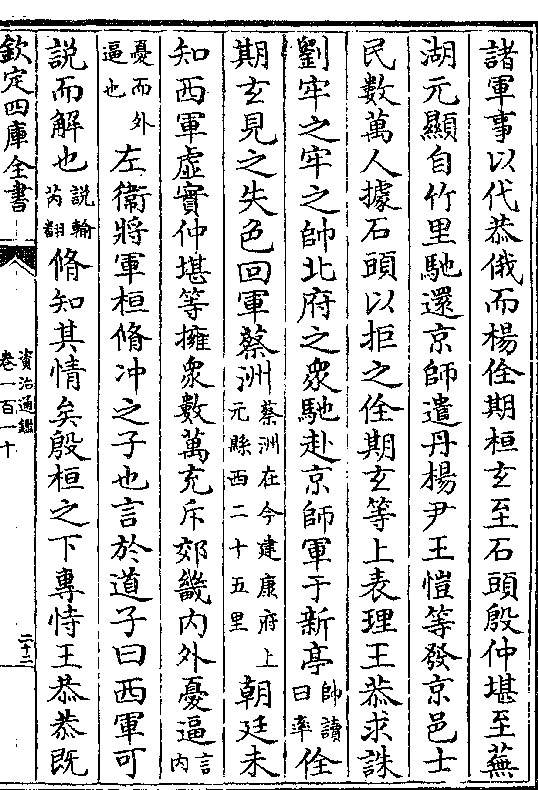 諸軍事以代恭俄而楊佺期桓玄至石頭殷仲堪至蕪
湖元顯自竹里馳還京師遣丹楊尹王愷等發京邑士
民數萬人據石頭以拒之佺期玄等上表理王恭求誅
劉牢之牢之帥北府之衆馳赴京師軍于新亭帥讀曰率佺
期玄見之失色回軍蔡洲蔡洲在今建康府上元縣西二十五里朝廷未
知西軍虛實仲堪等擁衆數萬充斥郊畿內外憂逼言內
憂而外逼也左衞將軍桓脩冲之子也言於道子曰西軍可
說而解也說輸芮翻脩知其情矣殷桓之下專恃王恭恭既
欽定四庫全書
資治通鑑
卷一百一十
二十二